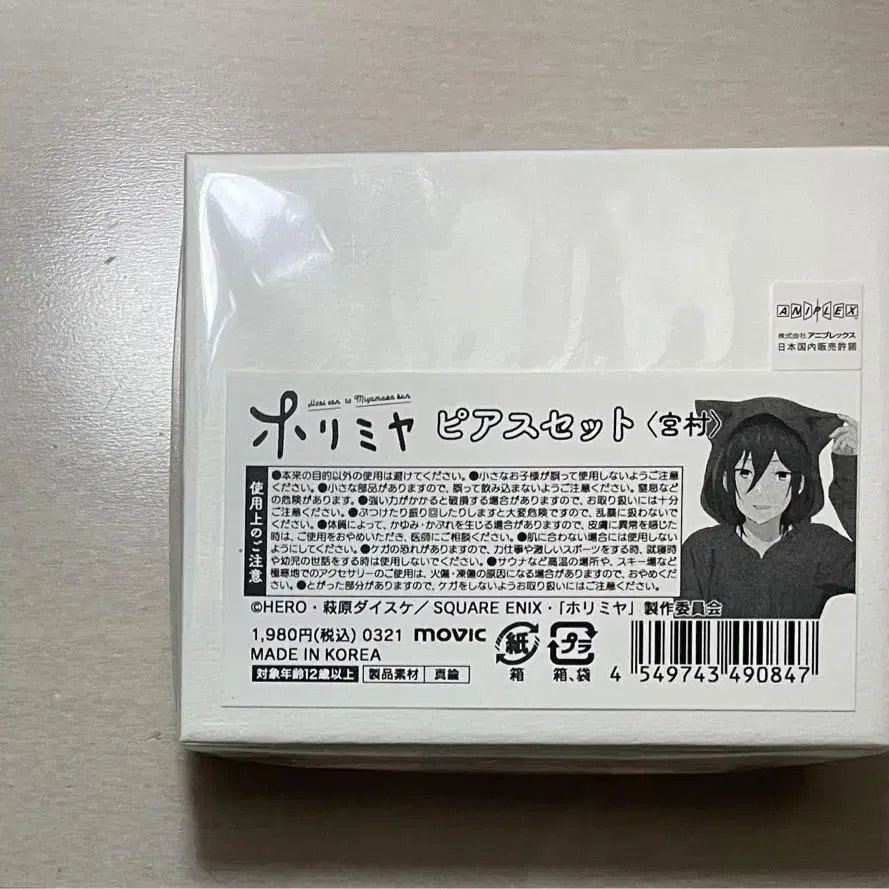 ANIPLEX
株式会社 アニプレックス
日本国内販売許諾
Hori san to Miyamura kun
ホリミヤ ピアスセット〈宮村〉
使用上のご注意
●本来の目的以外の使用は避けてください。●小さなお子様が誤って使用しないようご注意
ください。●小さな部品がありますので、誤って飲み込まないようご注意ください。窒息など
の危険があります。●強い力がかかると破損する場合がありますので、お取り扱いには十分
ご注意ください。●ぶつけたり振り回したりしますと大変危険ですので、乱暴に扱わないで
ください。●体質によって、かゆみ・かぶれを生じる場合がありますので、皮膚に異常を感じた
時は、ご使用をおやめいただき、医師にご相談ください。●肌に合わない場合には使用しない
ようにしてください。●ケガの恐れがありますので、力仕事や激しいスポーツをする時、就寝時
や幼児の世話をする時は使用しないでください。●サウナなど高温の場所や、スキー場など
極寒地でのアクセサリーのご使用は、火傷・凍傷の原因になる場合がありますので、おやめくだ
さい。●とがった部分がありますので、ケガをしないようお取り扱いにはご注意ください。
©HERO・萩原ダイスケ／SQUARE ENIX・「ホリミヤ」製作委員会
1,980円(税込) 0321 movic 紙 プラ
MADE IN KOREA
箱 箱、袋
対象年齢12歳以上 製品素材 真鍮
4 549743 490847